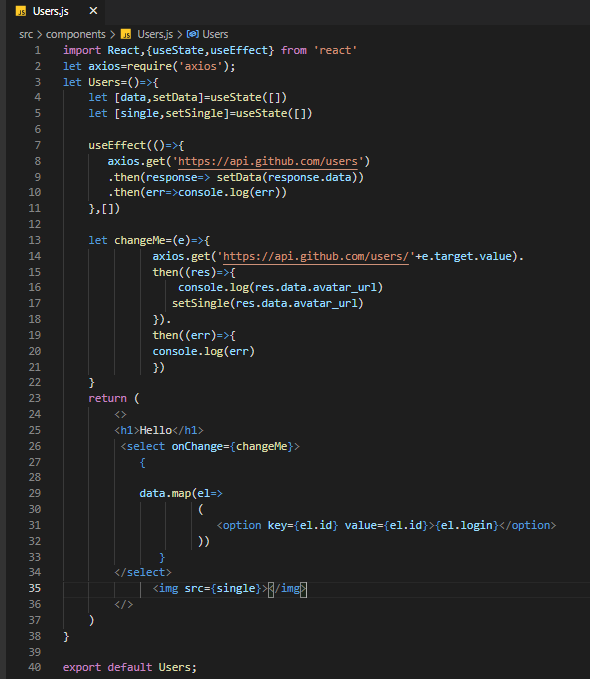 JS Users.js ×
src > components > JS Users.js > Users
1 import React,{useState,useEffect} from 'react'
2 let axios=require('axios');
3 let Users=()=>{
4 let [data,setData]=useState([])
5 let [single,setSingle]=useState([])
6
7 useEffect(()=>{
8 axios.get('https://api.github.com/users')
9 .then(response=> setData(response.data))
10 .then(err=>console.log(err))
11 },[])
12
13 let changeMe=(e)=>{
14 axios.get('https://api.github.com/users/'+e.target.value).
15 then((res)=>{
16 console.log(res.data.avatar_url)
17 setSingle(res.data.avatar_url)
18 }).
19 then((err)=>{
20 console.log(err)
21 })
22 }
23 return (
24 <>
25 <h1>Hello</h1>
26 <select onChange={changeMe}>
27 {
28
29 data.map(el=>
30 (
31 <option key={el.id} value={el.id}>{el.login}</option>
32 ))
33 }
34 </select>
35 <img src={single}></img>
36 </>
37 )
38 }
39
40 export default Users;